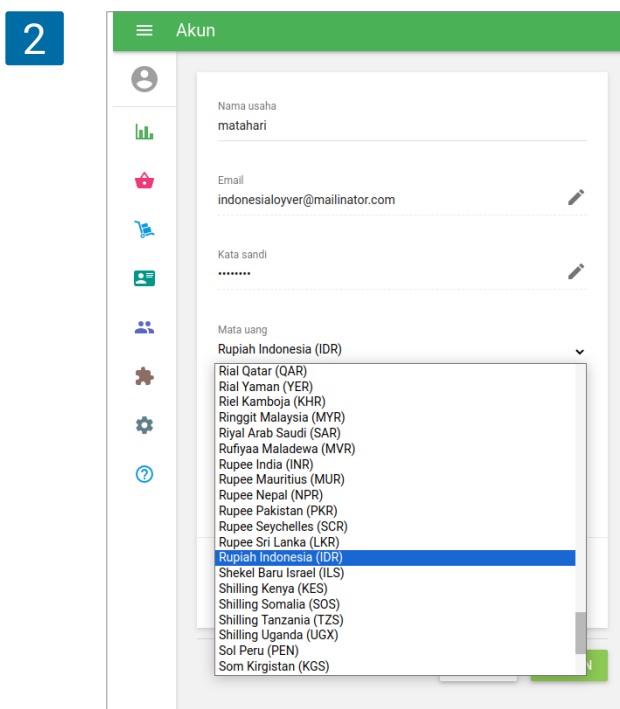 2
Akun
Nama usaha
matahari
Email
indonesialoyver@mailinator.com
Kata sandi
••••••••
Mata uang
Rupiah Indonesia (IDR)
Rial Qatar (QAR)
Rial Yaman (YER)
Riel Kamboja (KHR)
Ringgit Malaysia (MYR)
Riyal Arab Saudi (SAR)
Rufiyaa Maladewa (MVR)
Rupee India (INR)
Rupee Mauritius (MUR)
Rupee Nepal (NPR)
Rupee Pakistan (PKR)
Rupee Seychelles (SCR)
Rupee Sri Lanka (LKR)
Rupiah Indonesia (IDR)
Shekel Baru Israel (ILS)
Shilling Kenya (KES)
Shilling Somalia (SOS)
Shilling Tanzania (TZS)
Shilling Uganda (UGX)
Sol Peru (PEN)
Som Kirgistan (KGS)